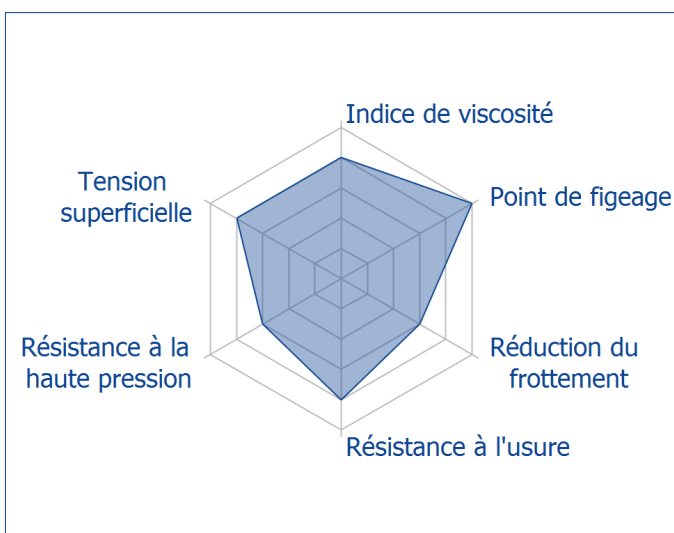 Indice de viscosité
Tension
superficielle
Point de figeage
Résistance à la
haute pression
Réduction du
frottement
Résistance à l'usure